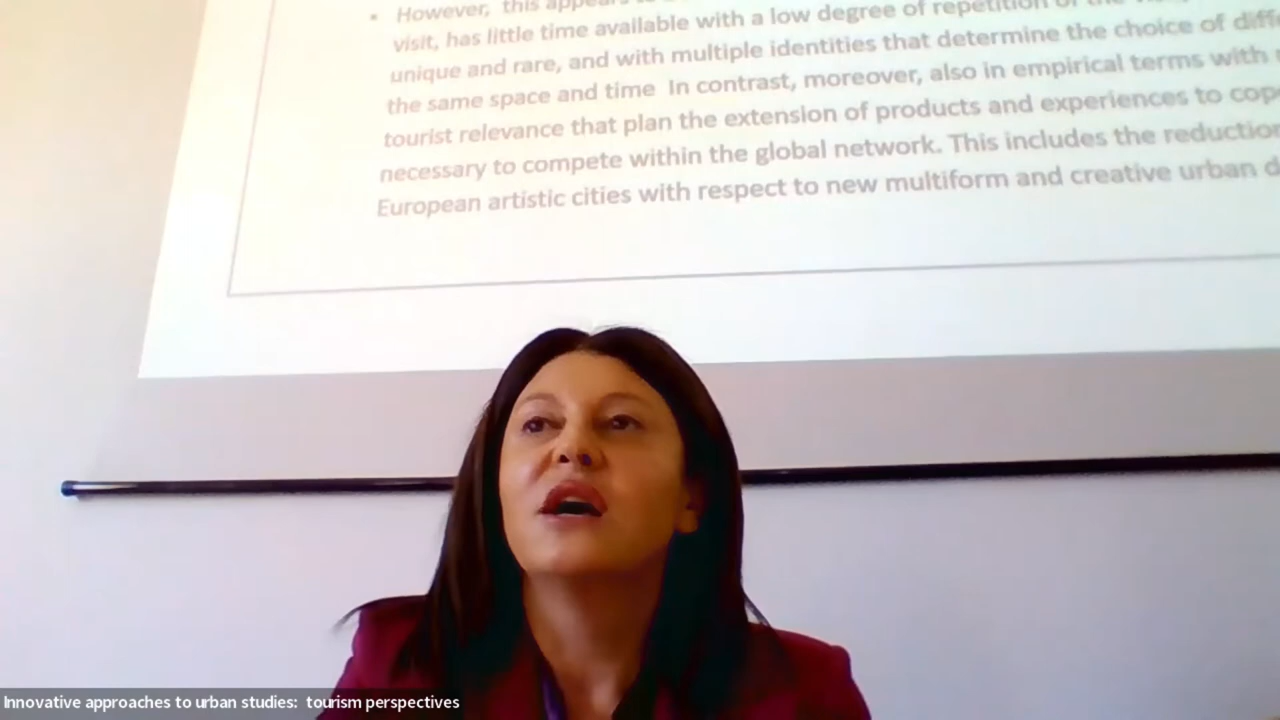 • However, this appears
visit, has little time available with a low degree of repetition of the
unique and rare, and with multiple identities that determine the choice of
the same space and time In contrast, moreover, also in empirical terms with
tourist relevance that plan the extension of products and experiences to
necessary to compete within the global network. This includes the reduction
European artistic cities with respect to new multiform and creative urban
Innovative approaches to urban studies: tourism perspectives